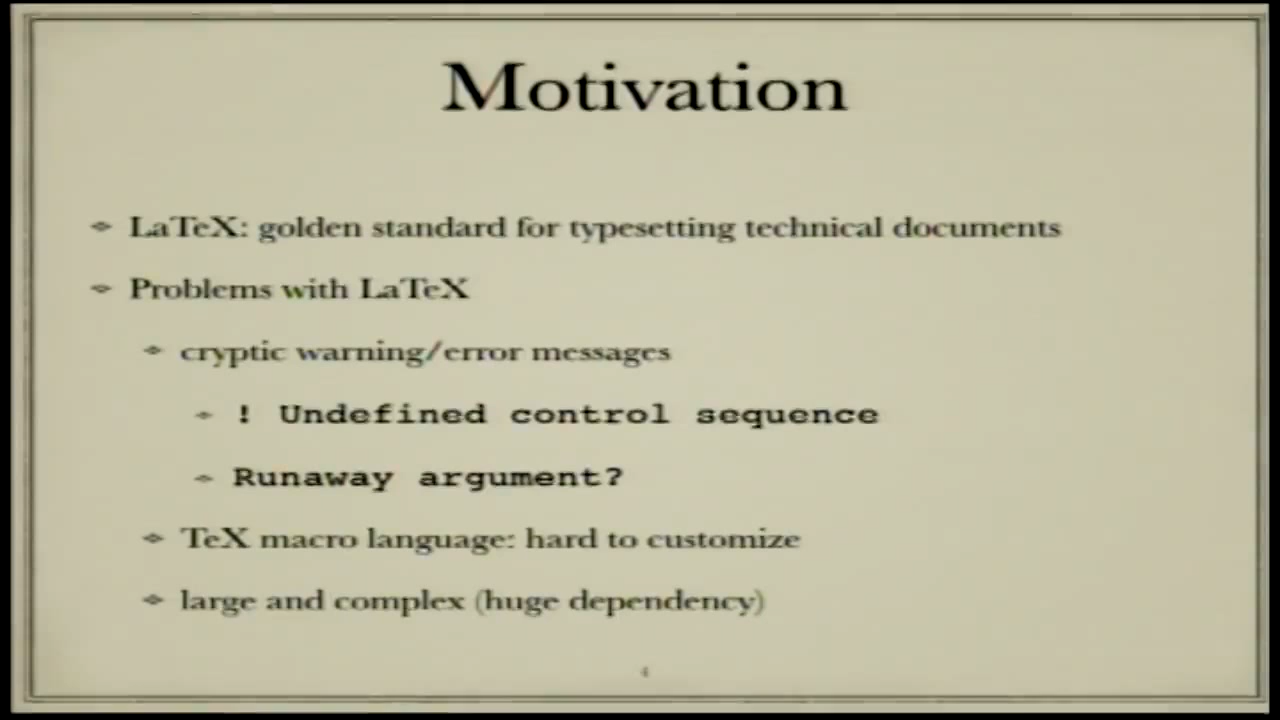 Motivation
LaTeX: golden standard for typesetting technical documents
Problems with LaTeX
cryptic warning/error messages
! Undefined control sequence
Runaway argument?
TeX macro language: hard to customize
large and complex (huge dependency)
4